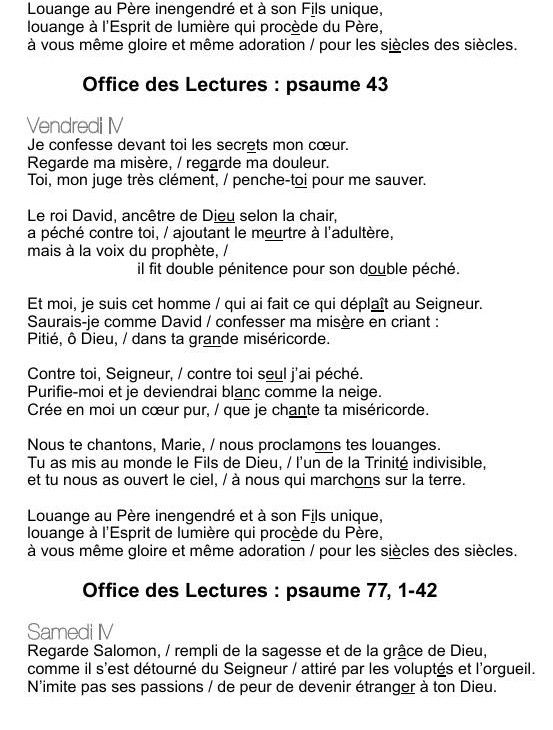 Louange au Père inengendré et à son Fils unique,
louange à l’Esprit de lumière qui procède du Père,
à vous même gloire et même adoration / pour les siècles des siècles.
Office des Lectures : psaume 43
Vendredi IV
Je confesse devant toi les secrets mon cœur.
Regarde ma misère, / regarde ma douleur.
Toi, mon juge très clément, / penche-toi pour me sauver.
Le roi David, ancêtre de Dieu selon la chair,
a péché contre toi, / ajoutant le meurtre à l’adultère,
mais à la voix du prophète, /
il fit double pénitence pour son double péché.
Et moi, je suis cet homme / qui ai fait ce qui déplaît au Seigneur.
Saurais-je comme David / confesser ma misère en criant :
Pitié, ô Dieu, / dans ta grande miséricorde.
Contre toi, Seigneur, / contre toi seul j’ai péché.
Purifie-moi et je deviendrai blanc comme la neige.
Crée en moi un cœur pur, / que je chante ta miséricorde.
Nous te chantons, Marie, / nous proclamons tes louanges.
Tu as mis au monde le Fils de Dieu, / l’un de la Trinité indivisible,
et tu nous as ouvert le ciel, / à nous qui marchons sur la terre.
Louange au Père inengendré et à son Fils unique,
louange à l’Esprit de lumière qui procède du Père,
à vous même gloire et même adoration / pour les siècles des siècles.
Office des Lectures : psaume 77, 1-42
Samedi IV
Regarde Salomon, / rempli de la sagesse et de la grâce de Dieu,
comme il s’est détourné du Seigneur / attiré par les voluptés et l’orgueil.
N’imite pas ses passions / de peur de devenir étranger à ton Dieu.